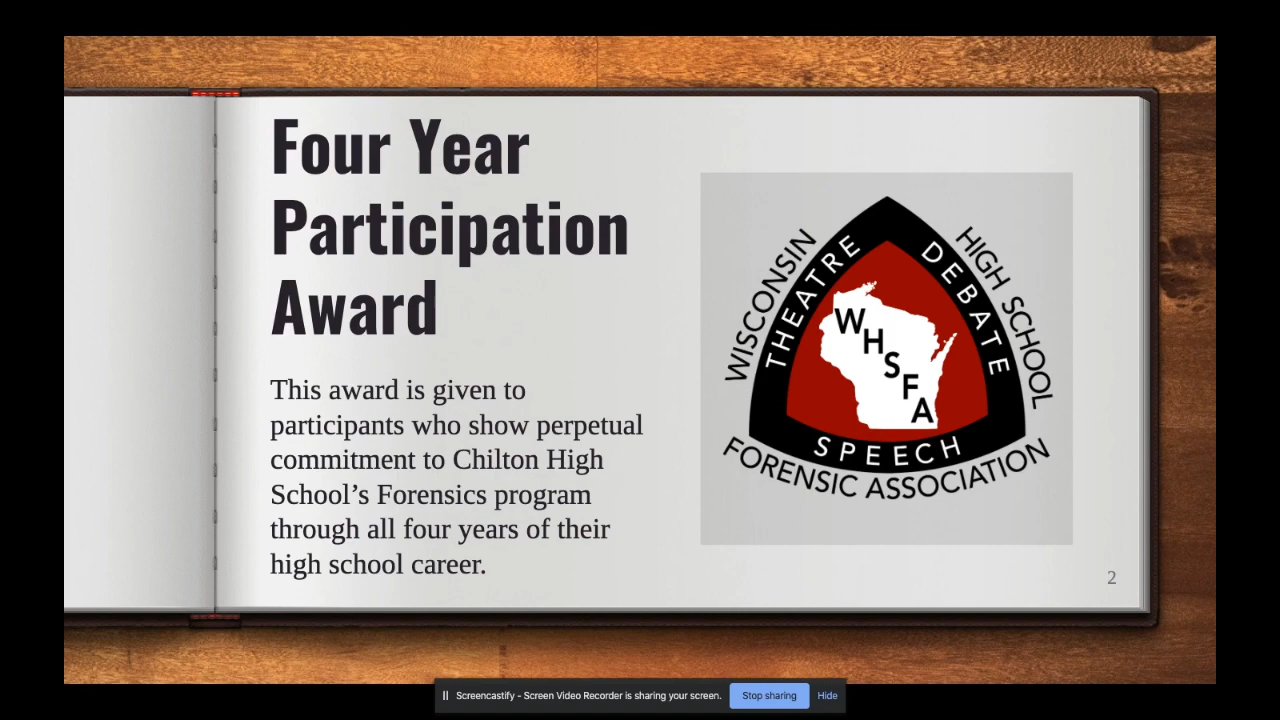 Four Year
Participation
Award
This award is given to
participants who show perpetual
commitment to Chilton High
School’s Forensics program
through all four years of their
high school career.
WISCONSIN
HIGH SCHOOL
THEATRE
DEBATE
WHSFA
SPEECH
FORENSIC ASSOCIATION
2
Screencastify - Screen Video Recorder is sharing your screen. Stop sharing Hide